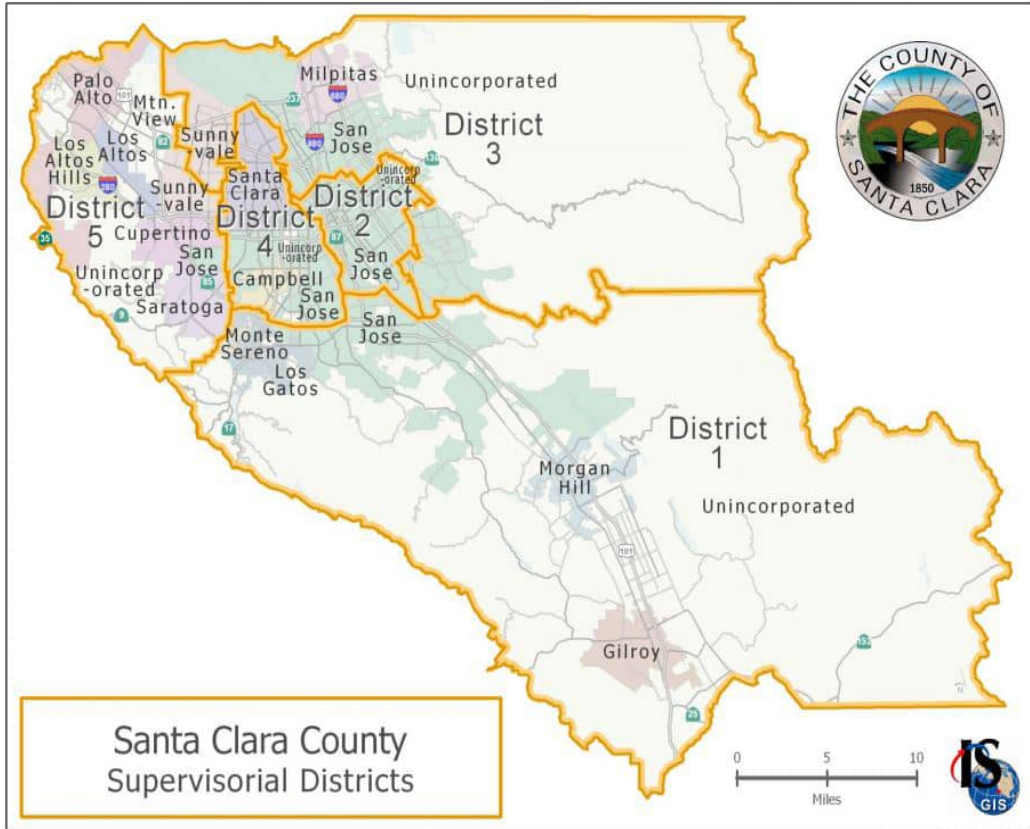 Palo
Alto
101
Mtn.
View
82
Los
Altos
Hills
Los
Altos
280
Sunny
-vale
Sunny
-vale
District
5
Cupertino
San
Jose
85
Unincorp
-orated
Saratoga
35
9
Milpitas
237
880
680
San
Jose
Unincorporated
District
3
130
Unincorp
-orated
Santa
Clara
District
4
Unincorp
-orated
Campbell
San
Jose
District
2
87
San
Jose
Monte
Sereno
Los
Gatos
San
Jose
17
District
1
Morgan
Hill
Unincorporated
101
Gilroy
152
25
N
THE COUNTY OF
SANTA CLARA
1850
Santa Clara County
Supervisorial Districts
0 5 10
Miles
IS
GIS